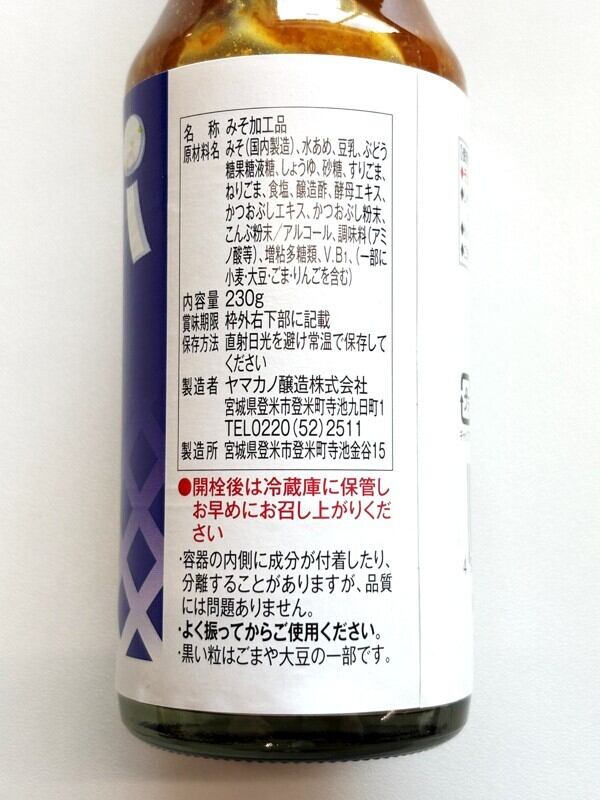 i
名称 みそ加工品
原材料名 みそ(国内製造)、水あめ、豆乳、ぶどう
糖果糖液糖、しょうゆ、砂糖、すりごま、
ねりごま、食塩、醸造酢、酵母エキス、
かつおぶしエキス、かつおぶし粉末、
こんぶ粉末/アルコール、調味料(アミ
ノ酸等)、増粘多糖類、V.B₁、(一部に
小麦・大豆・ごま・りんごを含む)
内容量 230g
賞味期限 枠外右下部に記載
保存方法 直射日光を避け常温で保存して
ください
製造者 ヤマカノ醸造株式会社
宮城県登米市登米町寺池九日町1
TEL0220(52)2511
製造所 宮城県登米市登米町寺池金谷15
●開栓後は冷蔵庫に保管し
お早めにお召し上がりくだ
さい
・容器の内側に成分が付着したり、
分離することがありますが、品質
には問題ありません。
・よく振ってからご使用ください。
・黒い粒はごまや大豆の一部です。